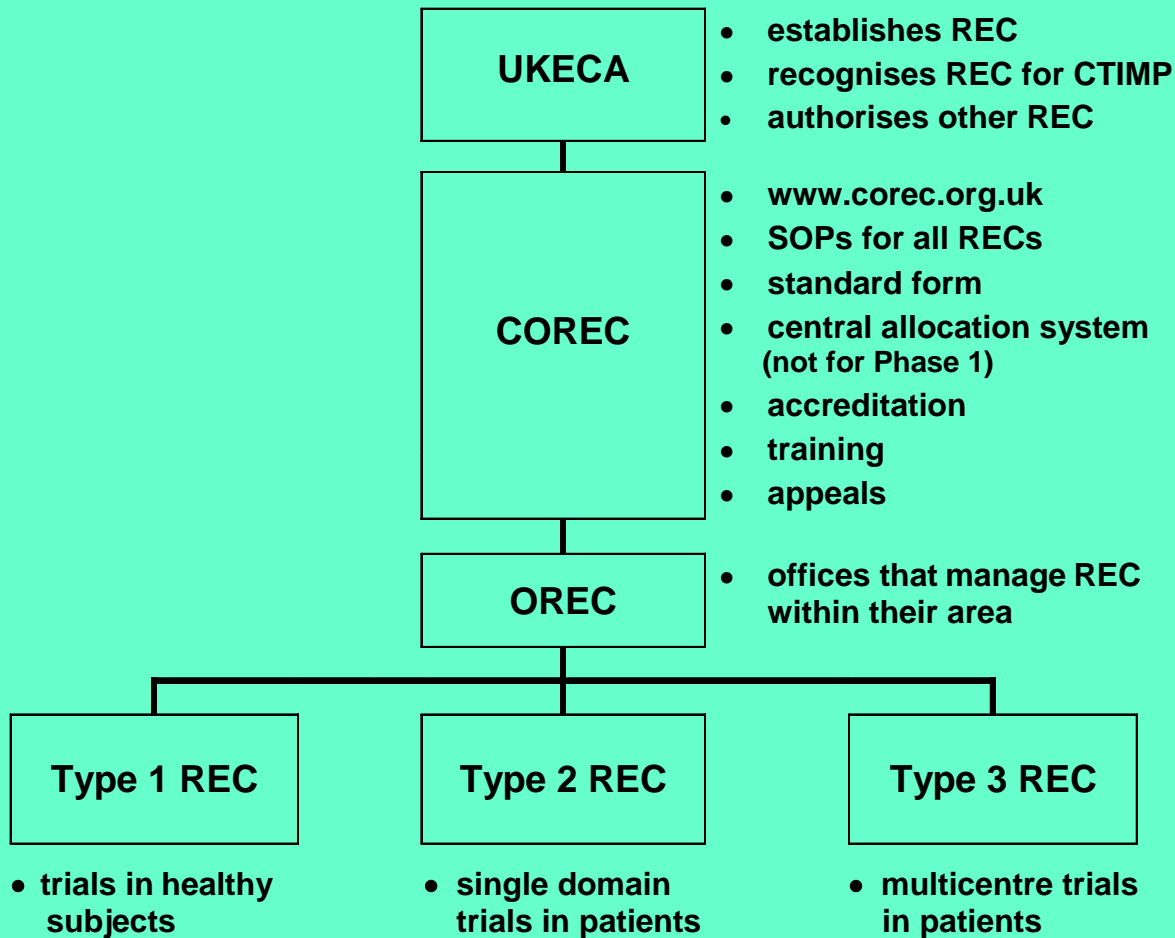 UKECA
• establishes REC
• recognises REC for CTIMP
• authorises other REC
COREC
• www.corec.org.uk
• SOPs for all RECs
• standard form
• central allocation system
(not for Phase 1)
• accreditation
• training
• appeals
OREC
• offices that manage REC
within their area
Type 1 REC
• trials in healthy
subjects
Type 2 REC
• single domain
trials in patients
Type 3 REC
• multicentre trials
in patients